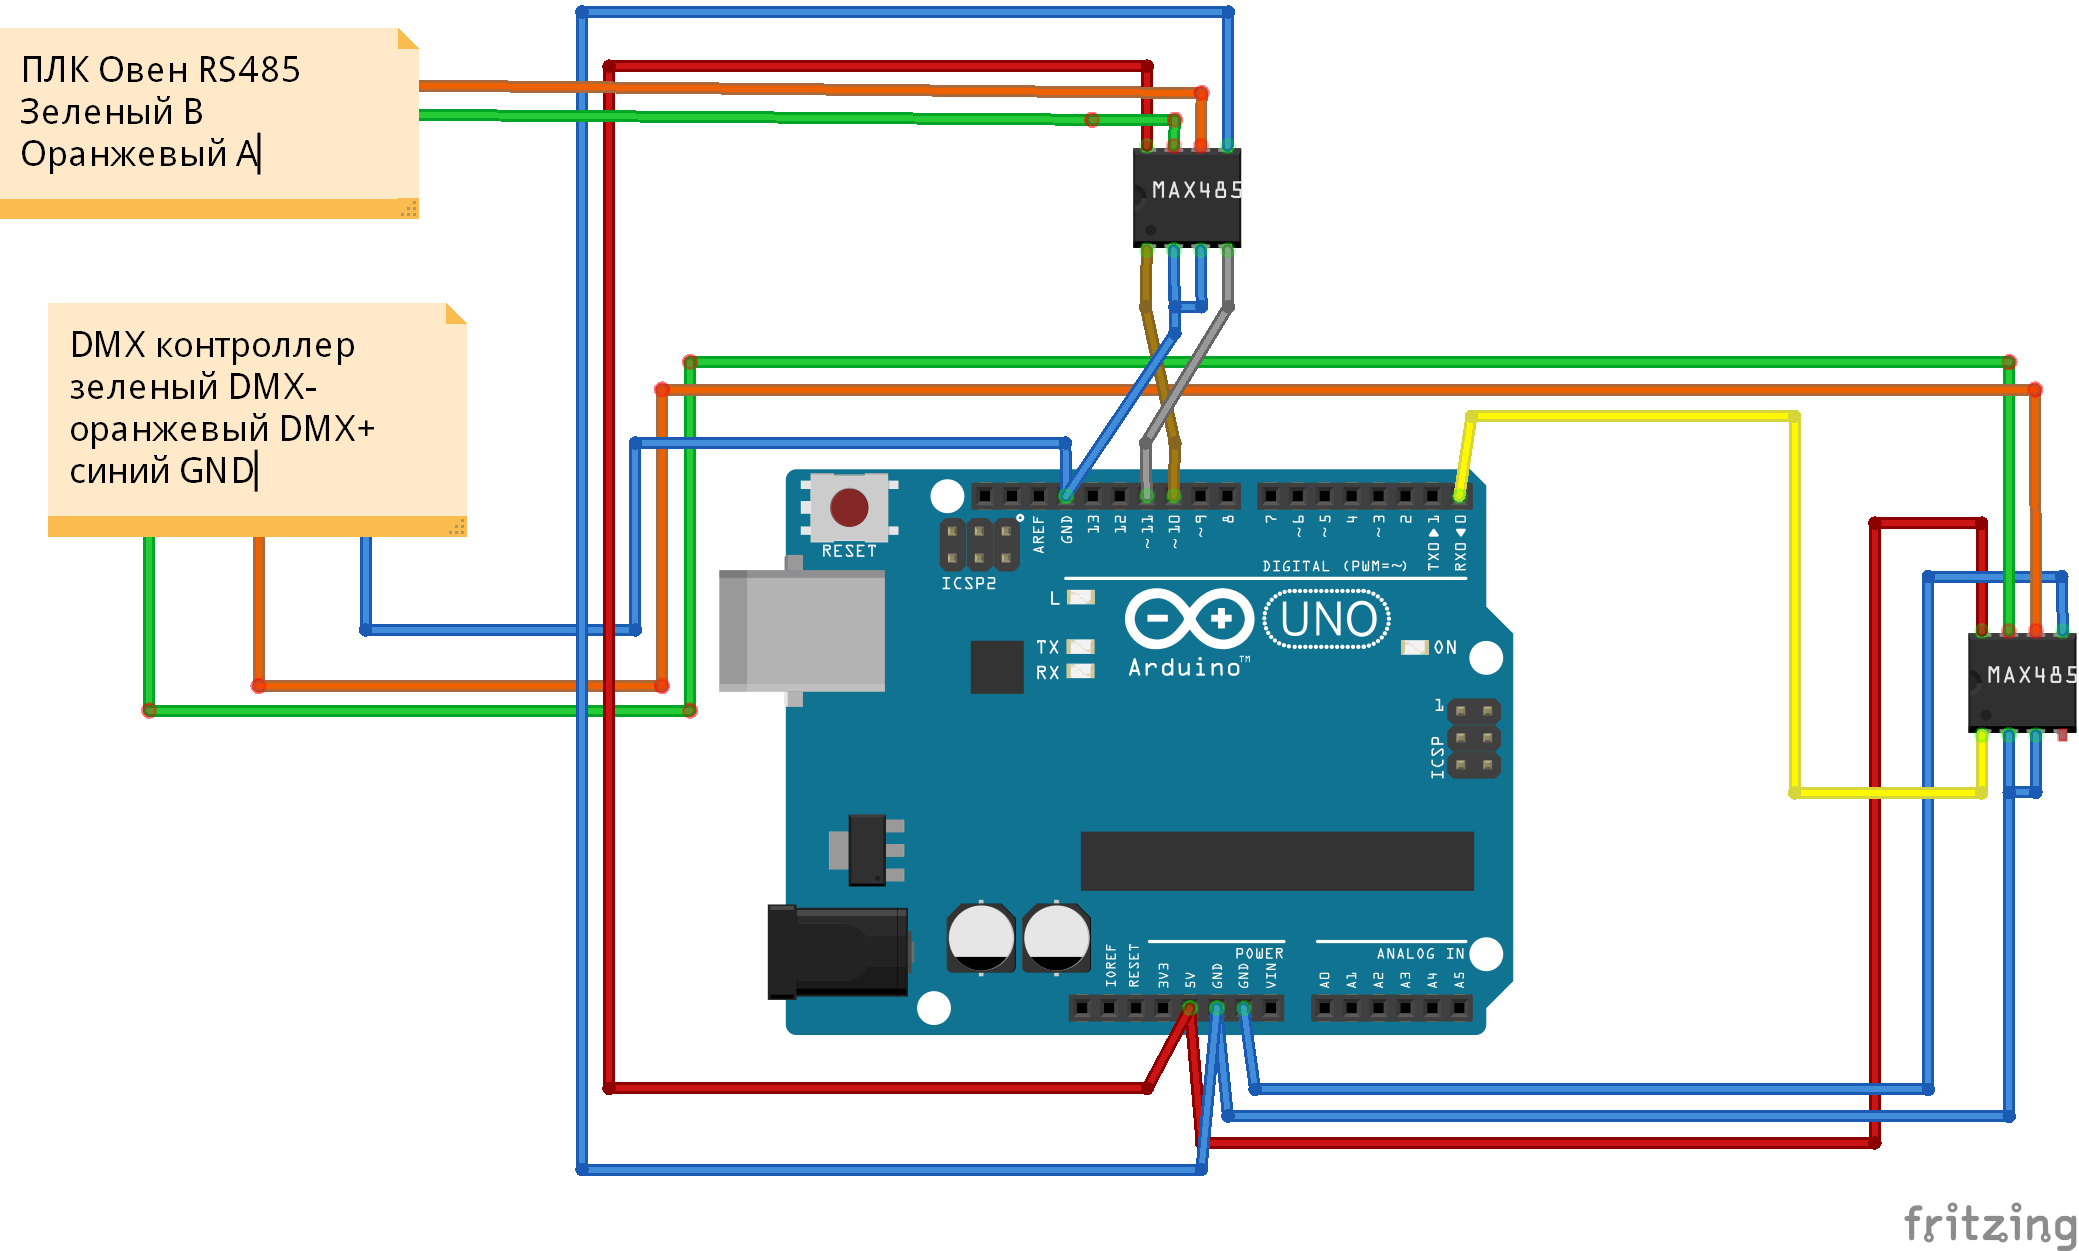 ПЛК Овен RS485
Зеленый B
Оранжевый A
DMX контроллер
зеленый DMX-
оранжевый DMX+
синий GND
MAX485
RESET
ICSP2
AREF
GND
13
12
~11
~10
~9
8
7
~6
~5
4
~3
2
TX0▶1
RX0◀0
DIGITAL (PWM=~)
L
TX
RX
Arduino™
UNO
ON
1
ICSP
MAX485
IOREF
RESET
3V3
5V
GND
GND
VIN
POWER
ANALOG IN
A0
A1
A2
A3
A4
A5
fritzing